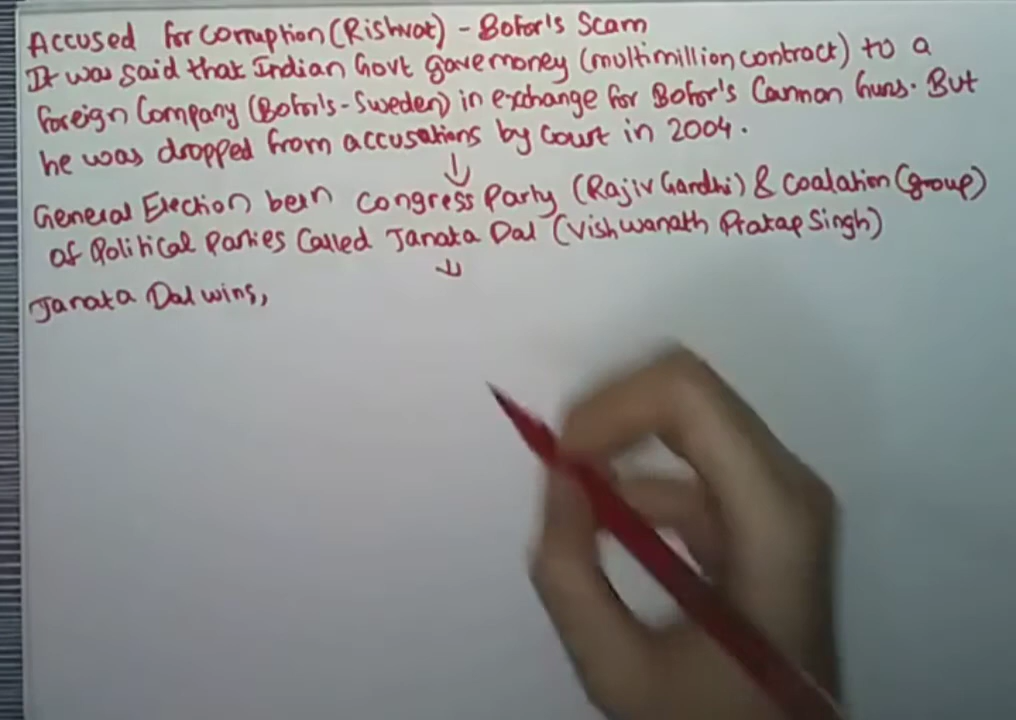 Accused for corruption (Rishvat) - Bofor's Scam
It was said that Indian Govt gave money (multimillion contract) to a
foreign Company (Bofor's - Sweden) in exchange for Bofor's Cannon Guns. But
he was dropped from accusations by Court in 2004.
↓
General Election betn Congress Party (Rajiv Gandhi) & Coalation (group)
of Political Parties Called Janata Dal (Vishwanath Pratap Singh)
↓
Janata Dal wins,